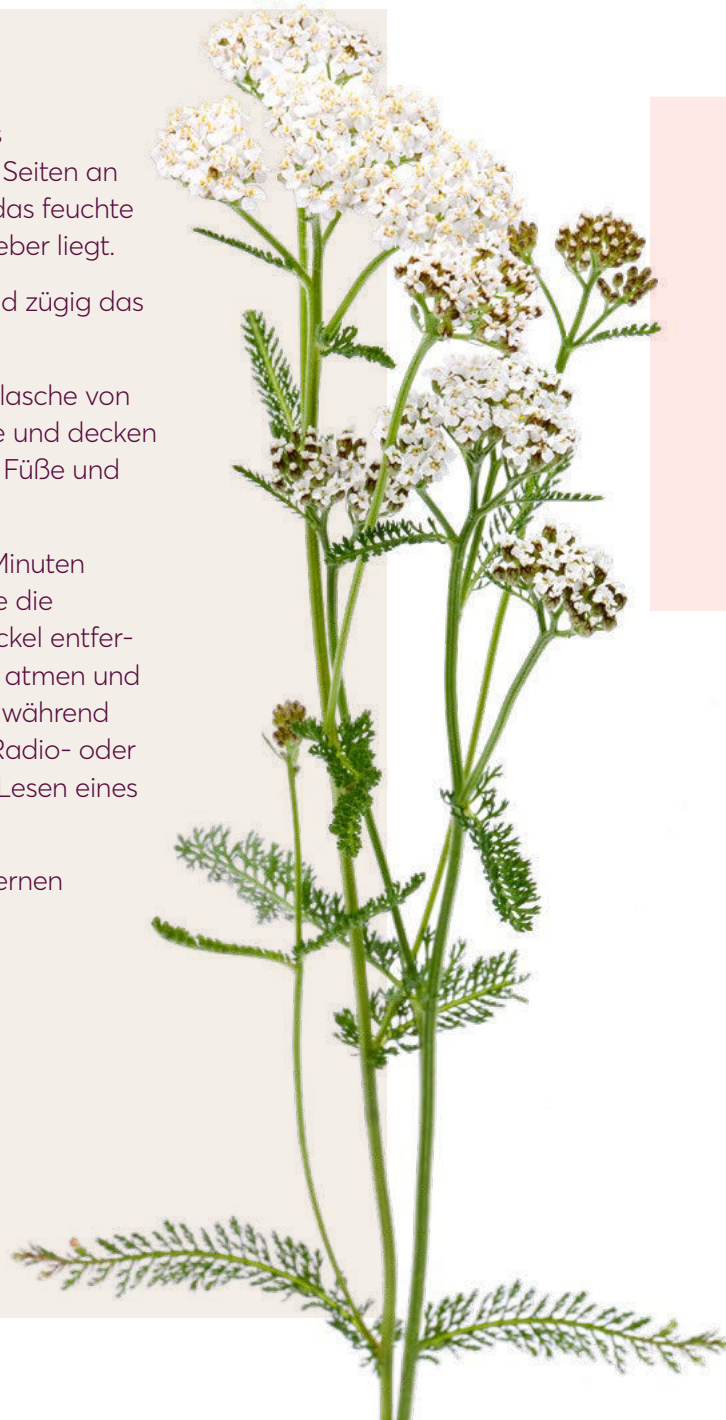 Seiten an
das feuchte
eber liegt.
d zügig das
lasche von
e und decken
Füße und
Minuten
e die
ckel entfer-
atmen und
während
Radio- oder
Lesen eines
ernen